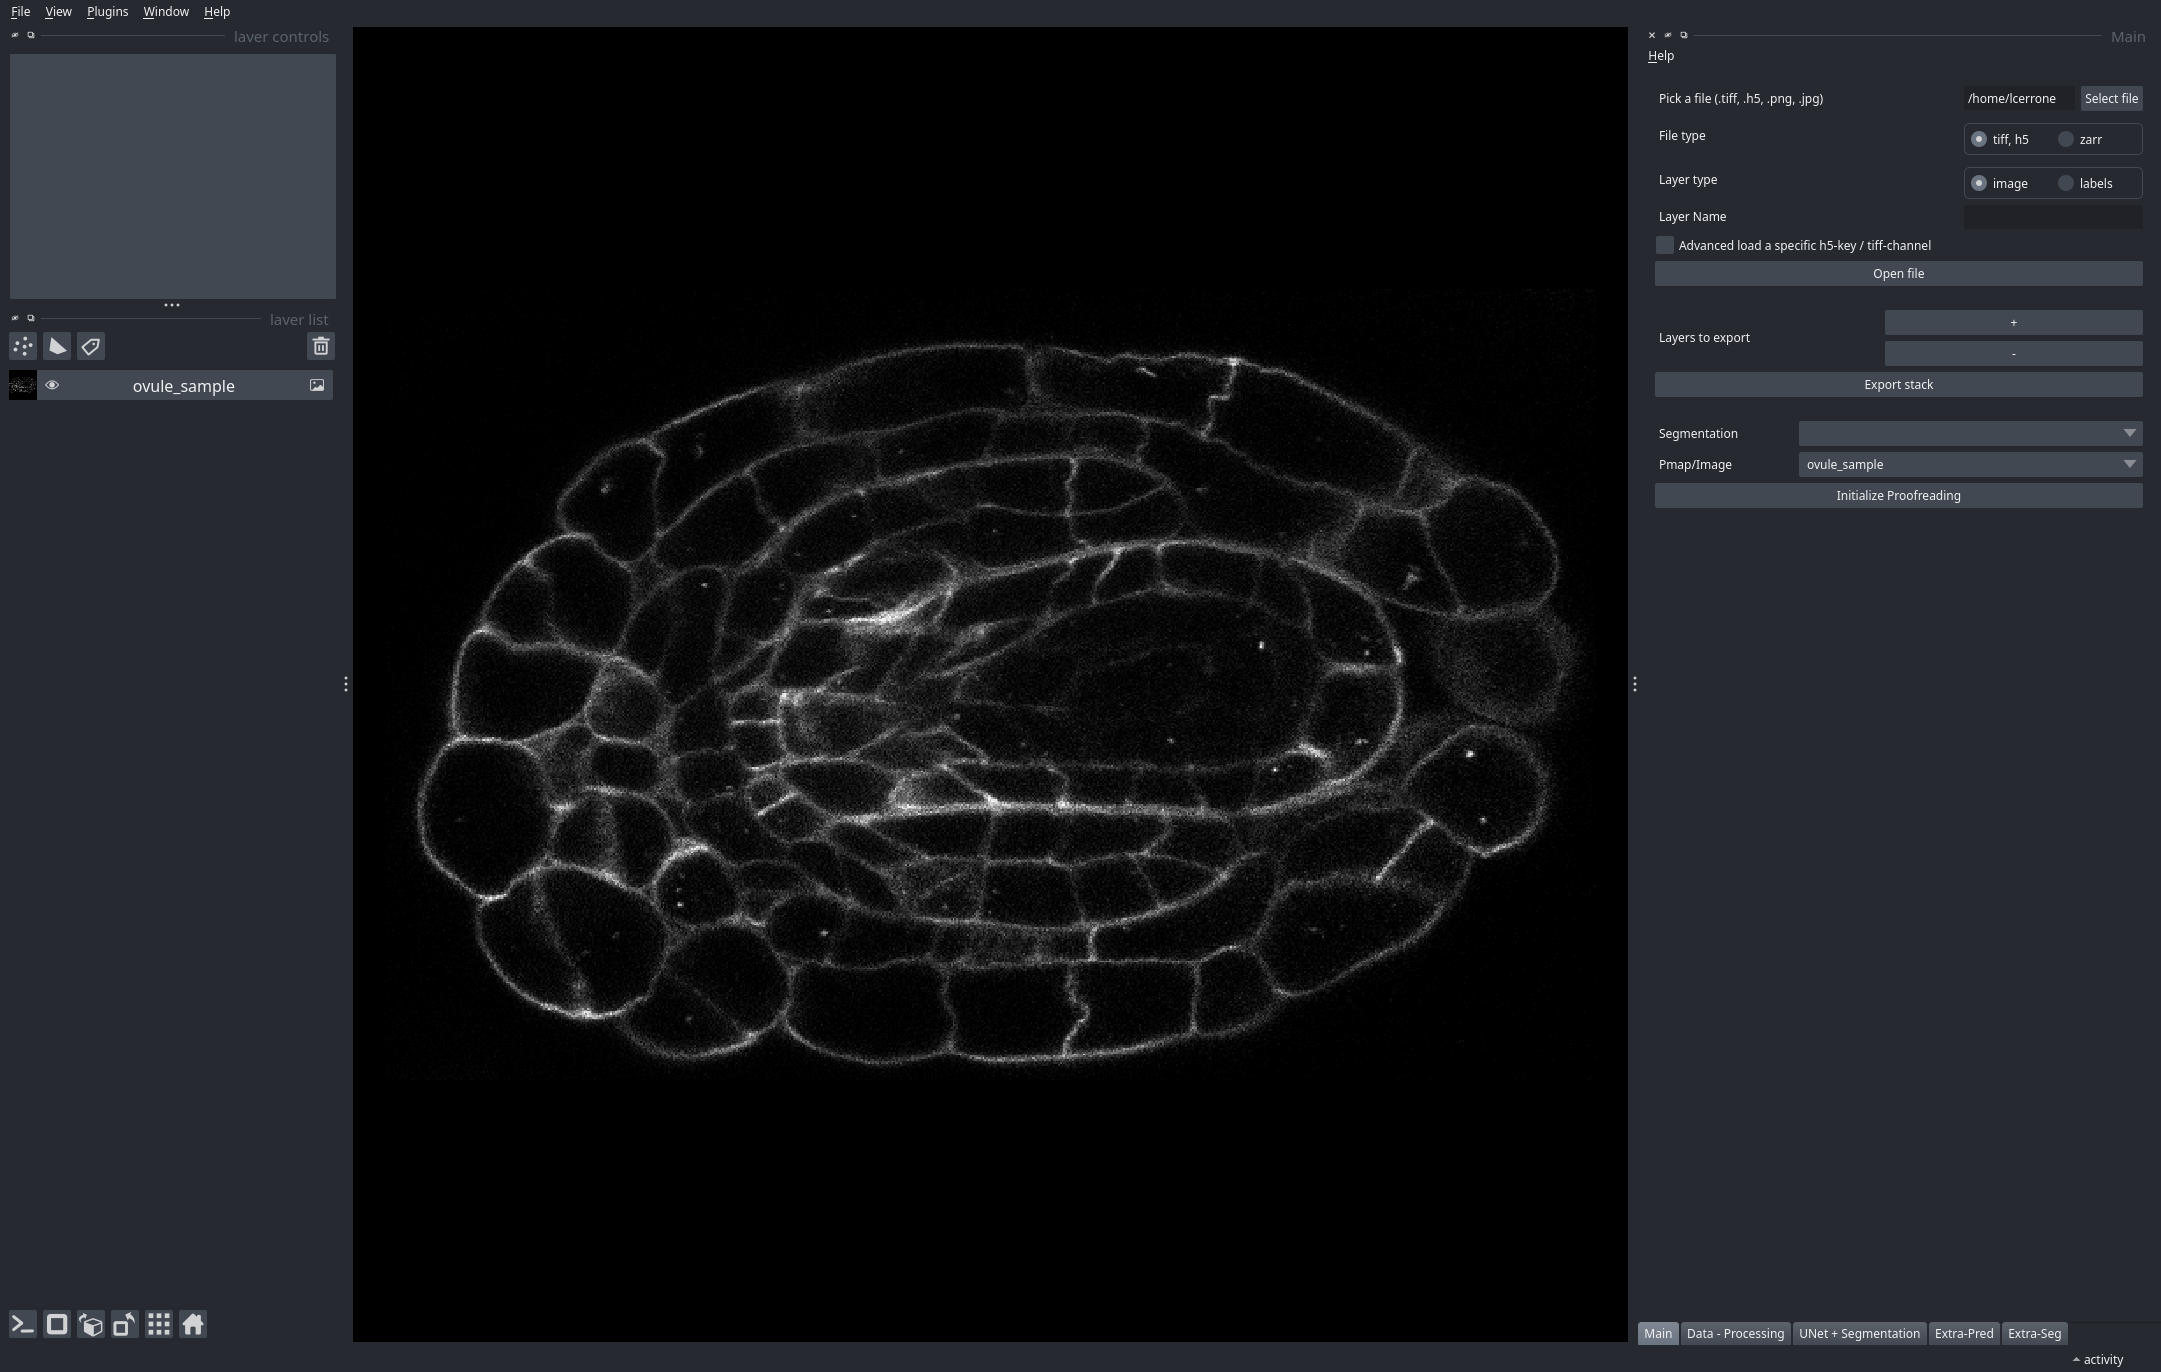 File View Plugins Window Help
layer controls
layer list
ovule_sample
Main
Help
Pick a file (.tiff, .h5, .png, .jpg) /home/lcerrone Select file
File type tiff, h5 zarr
Layer type image labels
Layer Name
Advanced load a specific h5-key / tiff-channel
Open file
+
Layers to export
-
Export stack
Segmentation
Pmap/Image ovule_sample
Initialize Proofreading
Main Data - Processing UNet + Segmentation Extra-Pred Extra-Seg
activity